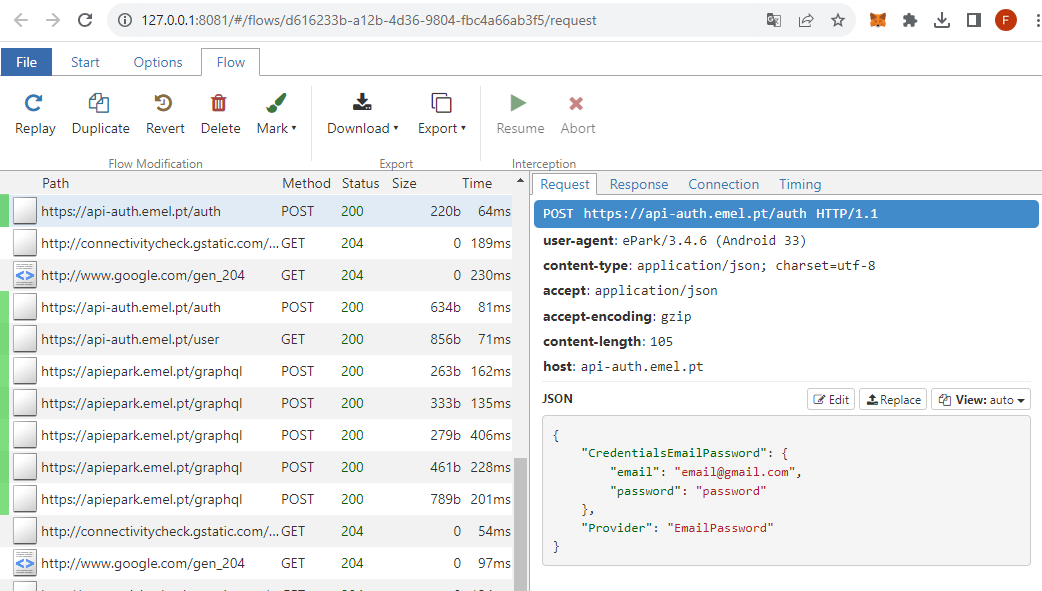 127.0.0.1:8081/#/flows/d616233b-a12b-4d36-9804-fbc4a66ab3f5/request
F
File Start Options Flow
Replay Duplicate Revert Delete Mark Download Export Resume Abort
Flow Modification Export Interception
Path Method Status Size Time
https://api-auth.emel.pt/auth POST 200 220b 64ms
http://connectivitycheck.gstatic.com/... GET 204 0 189ms
http://www.google.com/gen_204 GET 204 0 230ms
https://api-auth.emel.pt/auth POST 200 634b 81ms
https://api-auth.emel.pt/user GET 200 856b 71ms
https://apiepark.emel.pt/graphql POST 200 263b 162ms
https://apiepark.emel.pt/graphql POST 200 333b 135ms
https://apiepark.emel.pt/graphql POST 200 279b 406ms
https://apiepark.emel.pt/graphql POST 200 461b 228ms
https://apiepark.emel.pt/graphql POST 200 789b 201ms
http://connectivitycheck.gstatic.com/... GET 204 0 54ms
http://www.google.com/gen_204 GET 204 0 97ms
Request Response Connection Timing
POST https://api-auth.emel.pt/auth HTTP/1.1
user-agent: ePark/3.4.6 (Android 33)
content-type: application/json; charset=utf-8
accept: application/json
accept-encoding: gzip
content-length: 105
host: api-auth.emel.pt
JSON Edit Replace View: auto
{
"CredentialsEmailPassword": {
"email": "email@gmail.com",
"password": "password"
},
"Provider": "EmailPassword"
}